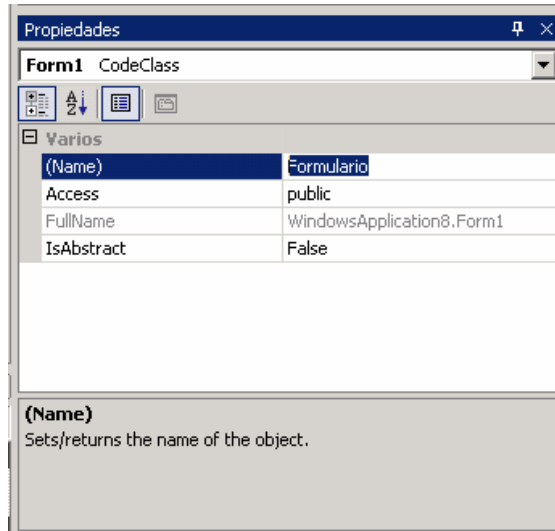 Propiedades
Form1 CodeClass
Varios
(Name) Formulario
Access public
FullName WindowsApplication8.Form1
IsAbstract False
(Name)
Sets/returns the name of the object.